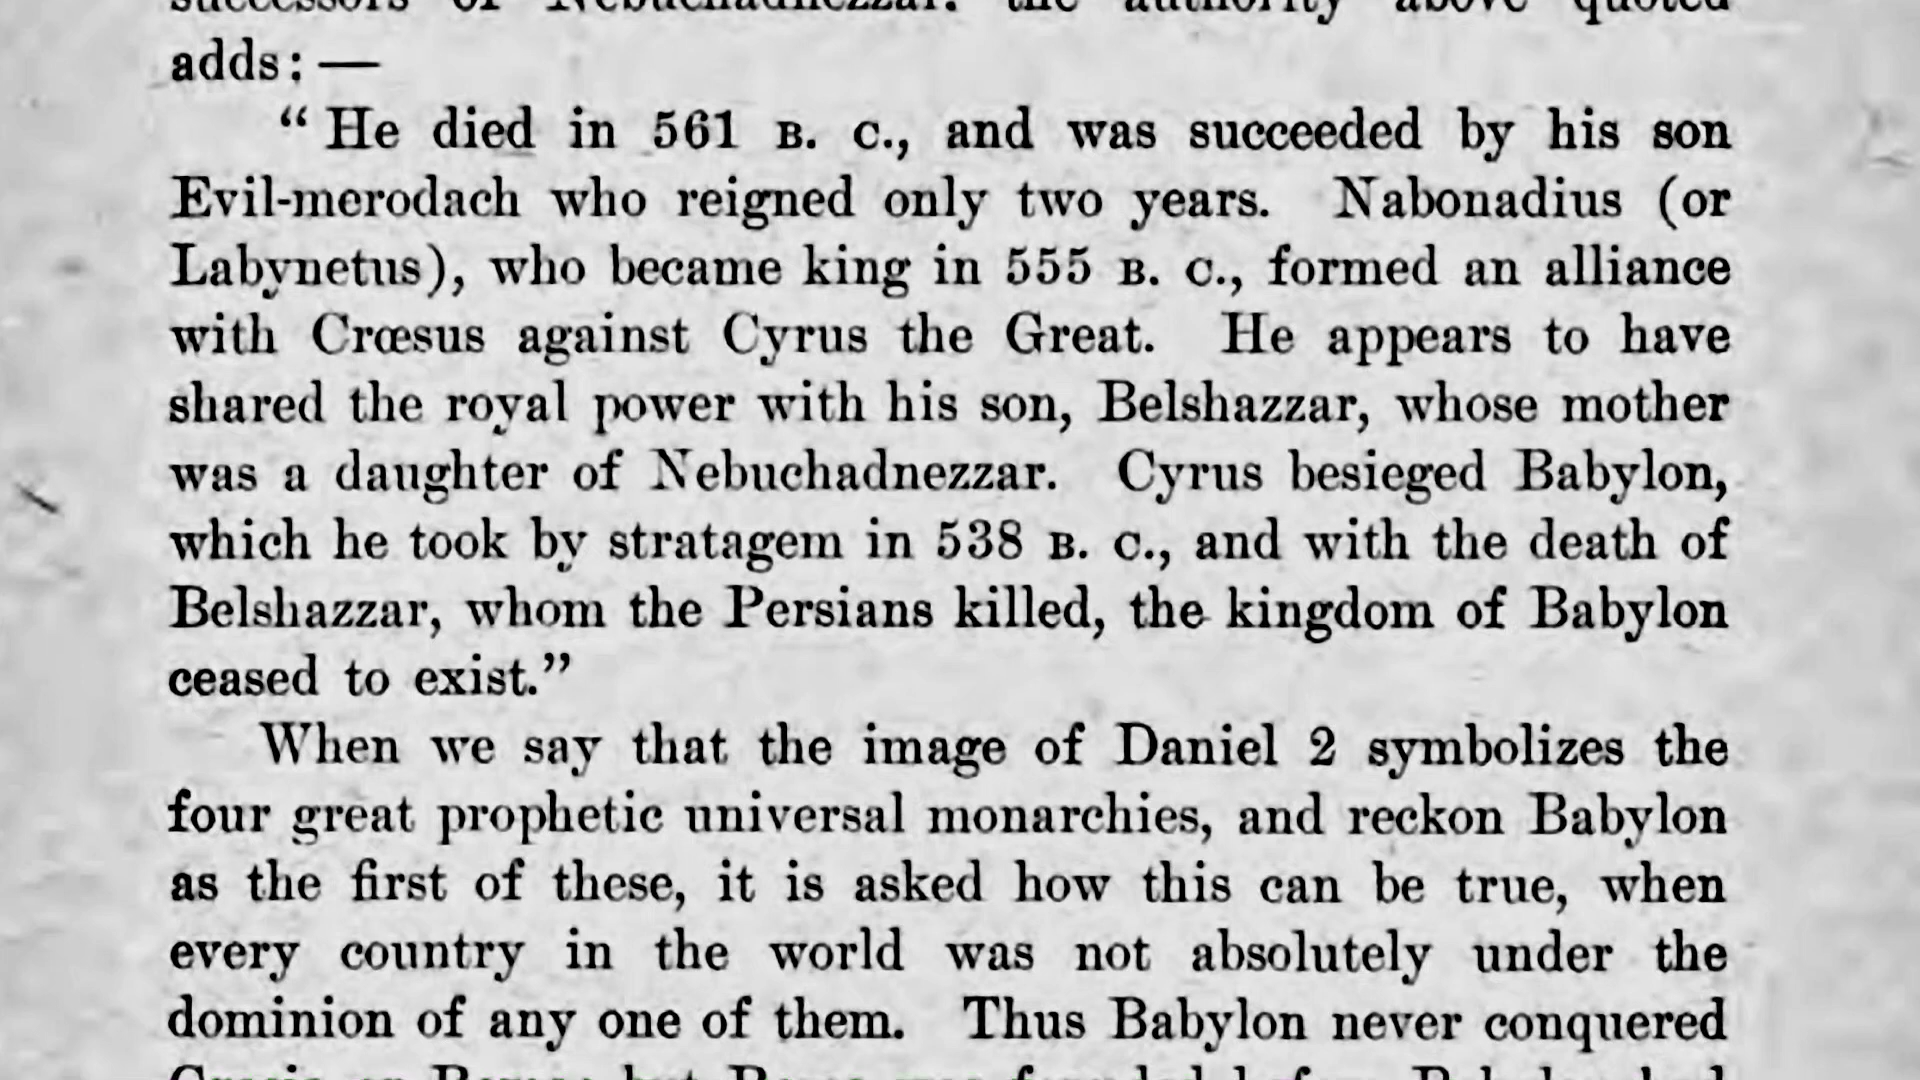 successors of Nebuchadnezzar, the authority above quoted
adds: —
“ He died in 561 B. C., and was succeeded by his son
Evil-merodach who reigned only two years. Nabonadius (or
Labynetus), who became king in 555 B. C., formed an alliance
with Crœsus against Cyrus the Great. He appears to have
shared the royal power with his son, Belshazzar, whose mother
was a daughter of Nebuchadnezzar. Cyrus besieged Babylon,
which he took by stratagem in 538 B. C., and with the death of
Belshazzar, whom the Persians killed, the kingdom of Babylon
ceased to exist.”
When we say that the image of Daniel 2 symbolizes the
four great prophetic universal monarchies, and reckon Babylon
as the first of these, it is asked how this can be true, when
every country in the world was not absolutely under the
dominion of any one of them. Thus Babylon never conquered